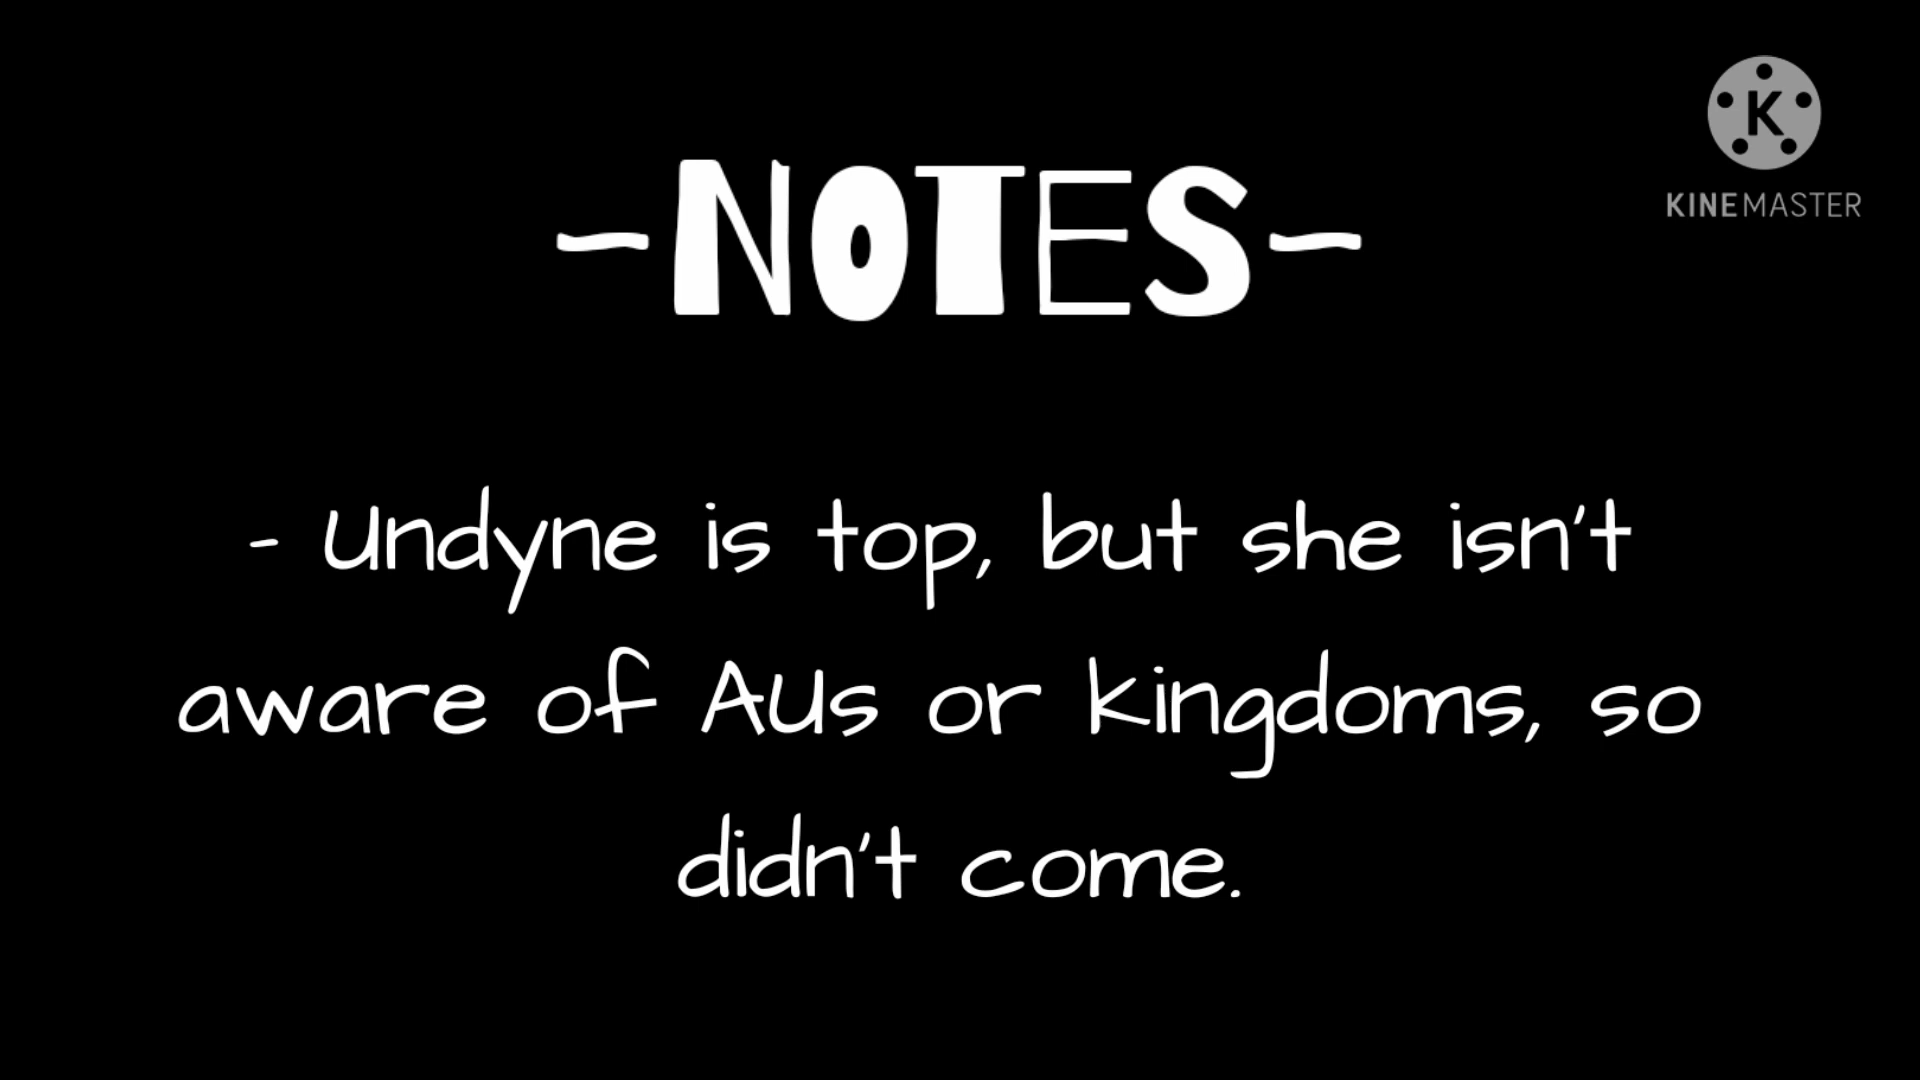 -NOTES-
K
KINEMASTER
- Undyne is top, but she isn't
aware of AUs or kingdoms, so
didn't come.